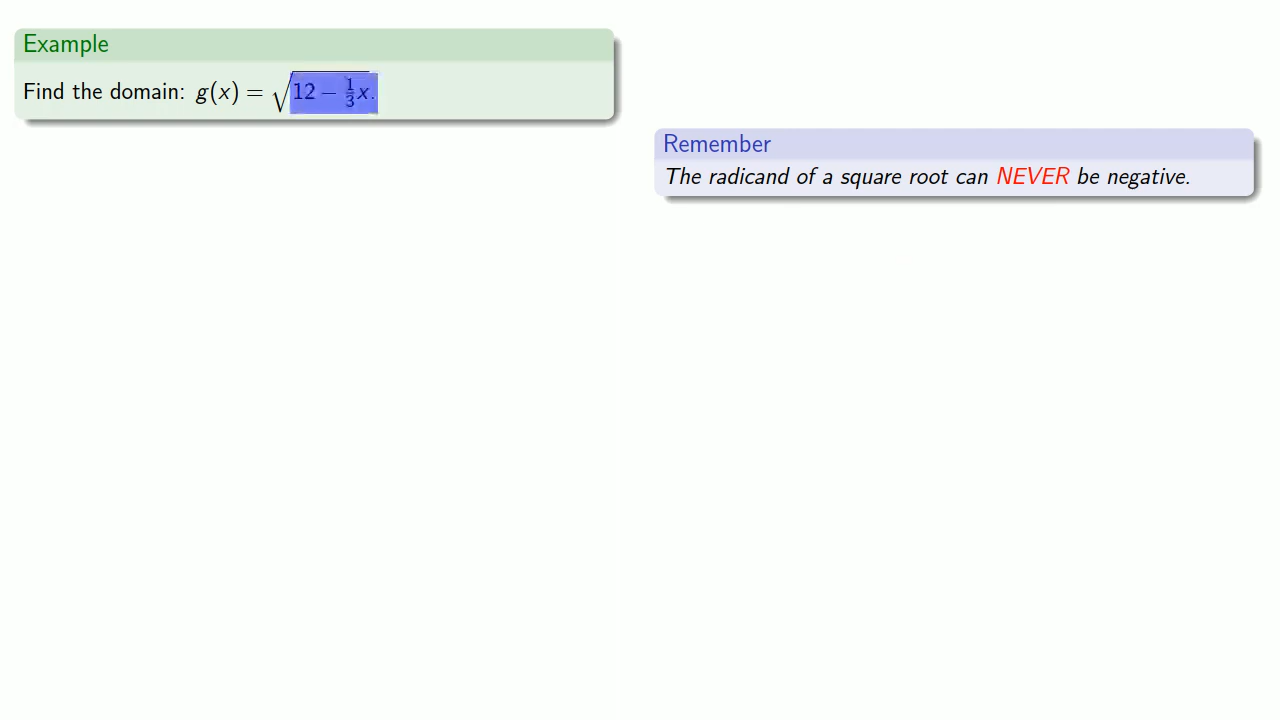 Example
Find the domain: g(x) = √(12 − 1/3 x).
Remember
The radicand of a square root can NEVER be negative.